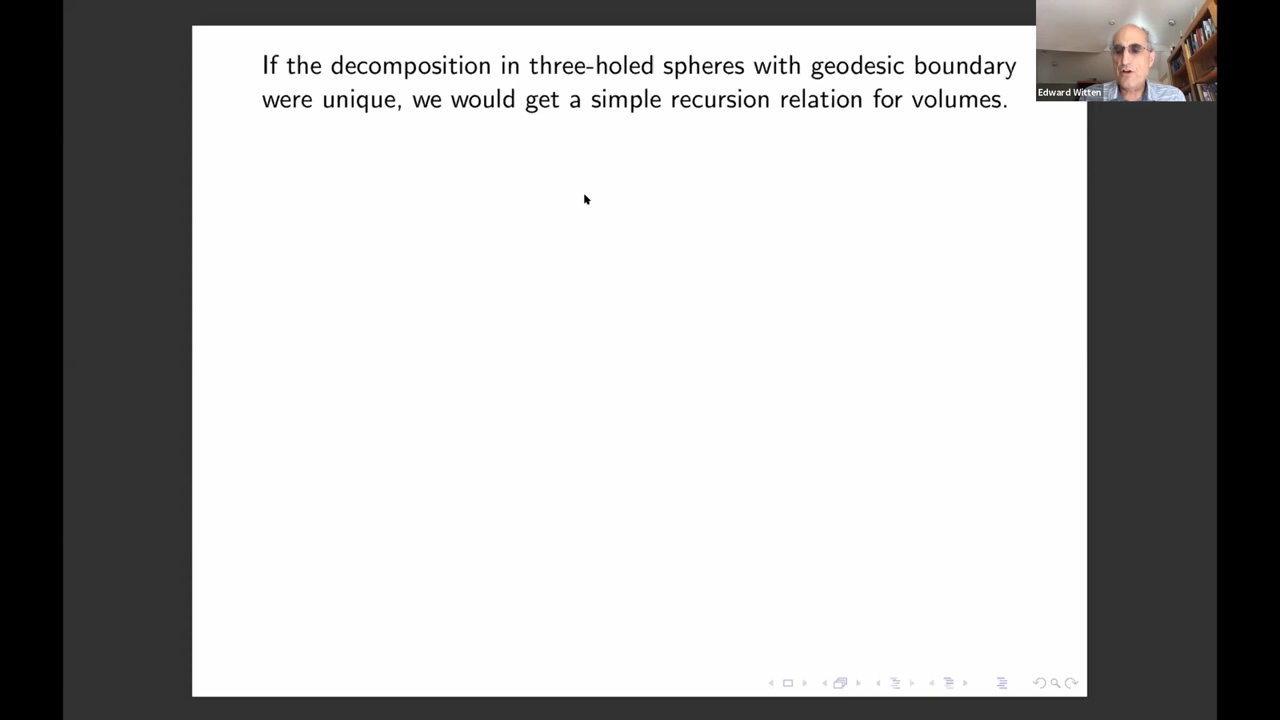 If the decomposition in three-holed spheres with geodesic boundary
were unique, we would get a simple recursion relation for volumes.
Edward Witten